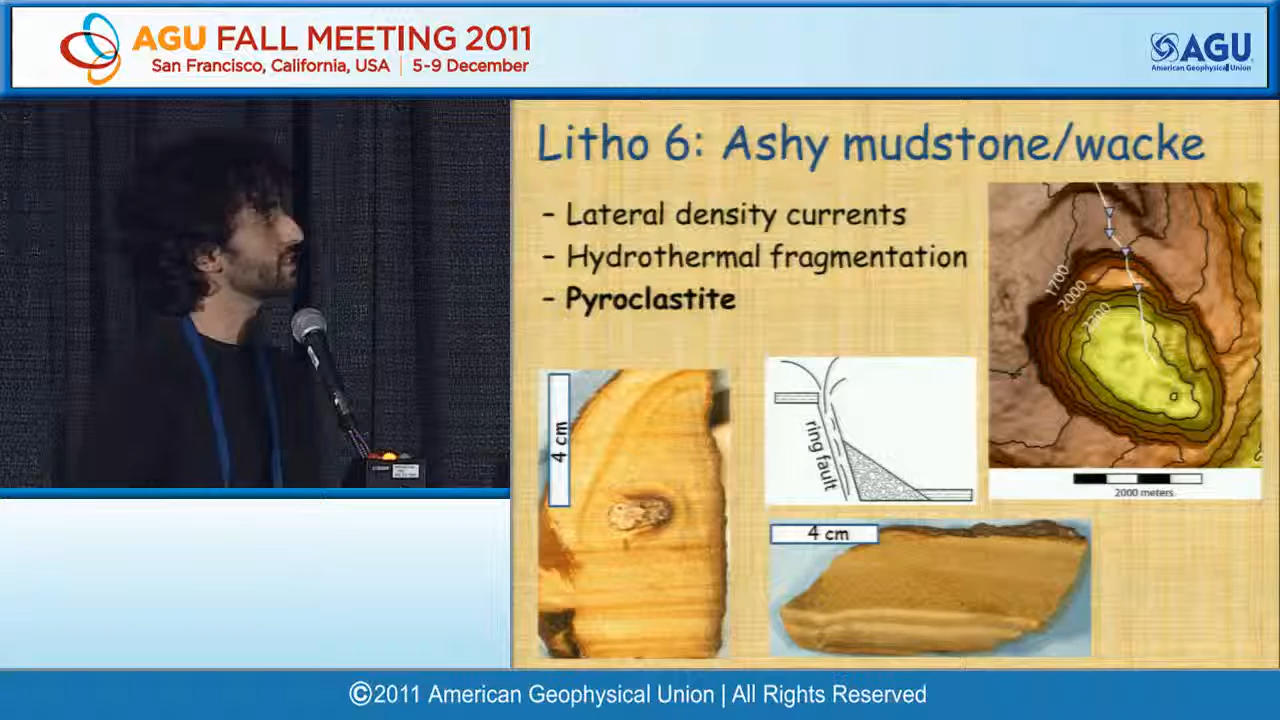 AGU FALL MEETING 2011
San Francisco, California, USA | 5-9 December
AGU
American Geophysical Union
Litho 6: Ashy mudstone/wacke
– Lateral density currents
– Hydrothermal fragmentation
– Pyroclastite
1700
2000
2000 meters
4 cm
ring fault
4 cm
©2011 American Geophysical Union | All Rights Reserved